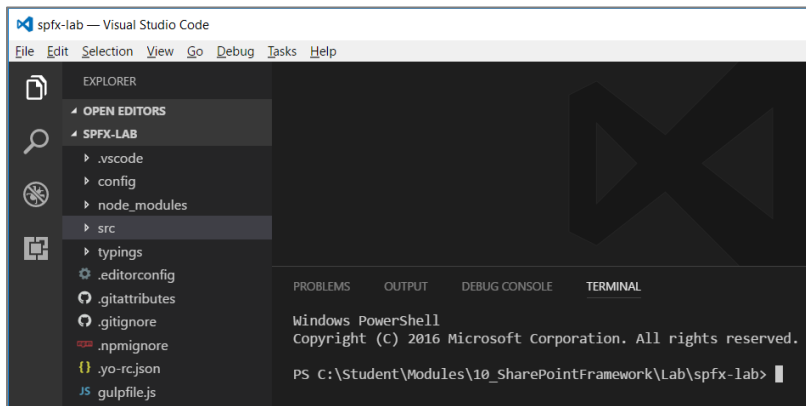 spfx-lab — Visual Studio Code
File Edit Selection View Go Debug Tasks Help
EXPLORER
OPEN EDITORS
SPFX-LAB
.vscode
config
node_modules
src
typings
.editorconfig
.gitattributes
.gitignore
.npmignore
{} .yo-rc.json
JS gulpfile.js
PROBLEMS OUTPUT DEBUG CONSOLE TERMINAL
Windows PowerShell
Copyright (C) 2016 Microsoft Corporation. All rights reserved.
PS C:\Student\Modules\10_SharePointFramework\Lab\spfx-lab>